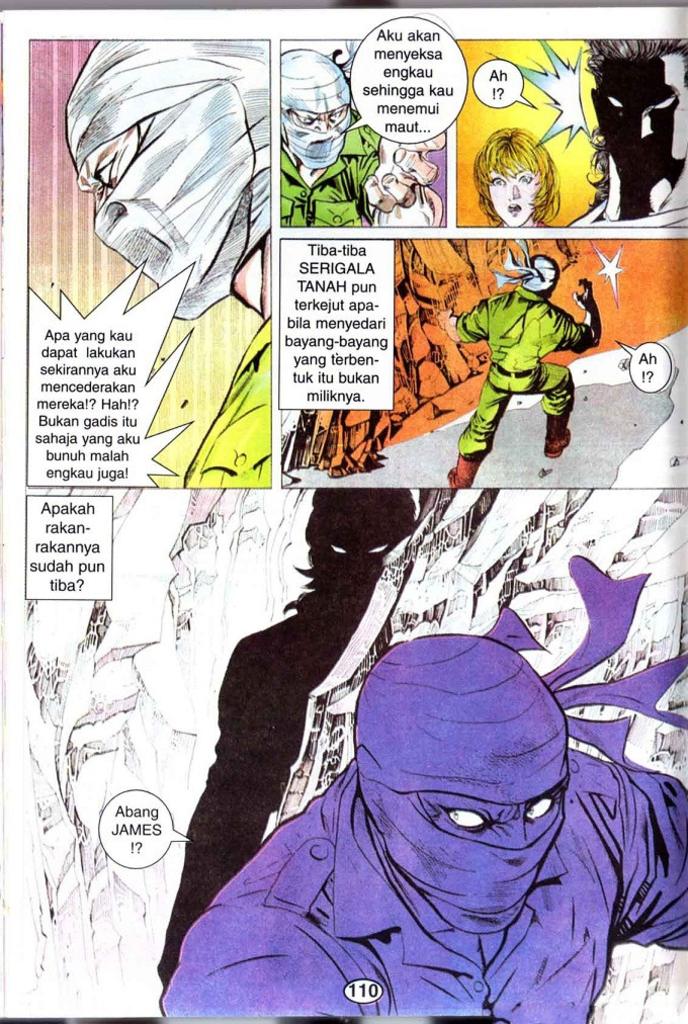 Apa yang kau
dapat lakukan
sekirannya aku
mencederakan
mereka!? Hah!?
Bukan gadis itu
sahaja yang aku
bunuh malah
engkau juga!
Aku akan
menyeksa
engkau
sehingga kau
menemui
maut...
Ah
!?
Tiba-tiba
SERIGALA
TANAH pun
terkejut apa-
bila menyedari
bayang-bayang
yang terben-
tuk itu bukan
miliknya.
Ah
!?
Apakah
rakan-
rakannya
sudah pun
tiba?
Abang
JAMES
!?
110